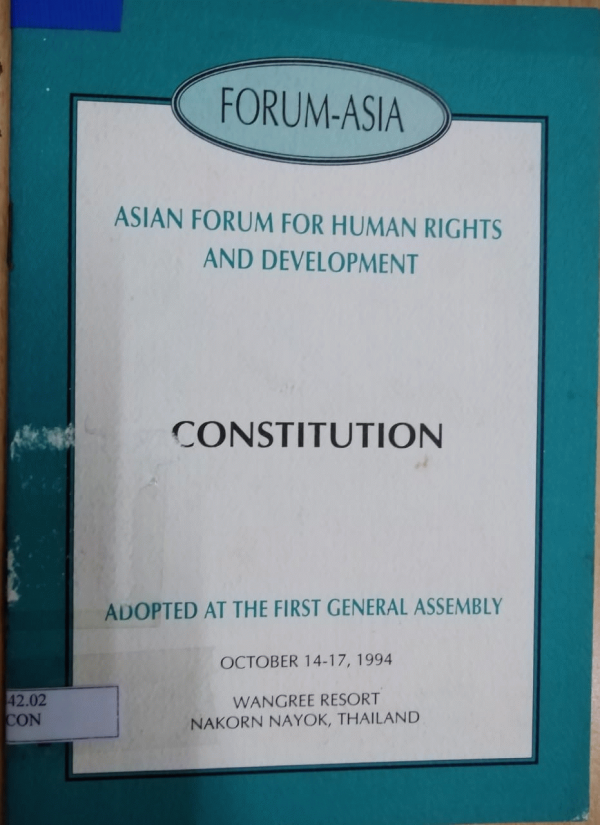 FORUM-ASIA
ASIAN FORUM FOR HUMAN RIGHTS
AND DEVELOPMENT
CONSTITUTION
ADOPTED AT THE FIRST GENERAL ASSEMBLY
OCTOBER 14-17, 1994
WANGREE RESORT
NAKORN NAYOK, THAILAND
42.02
CON